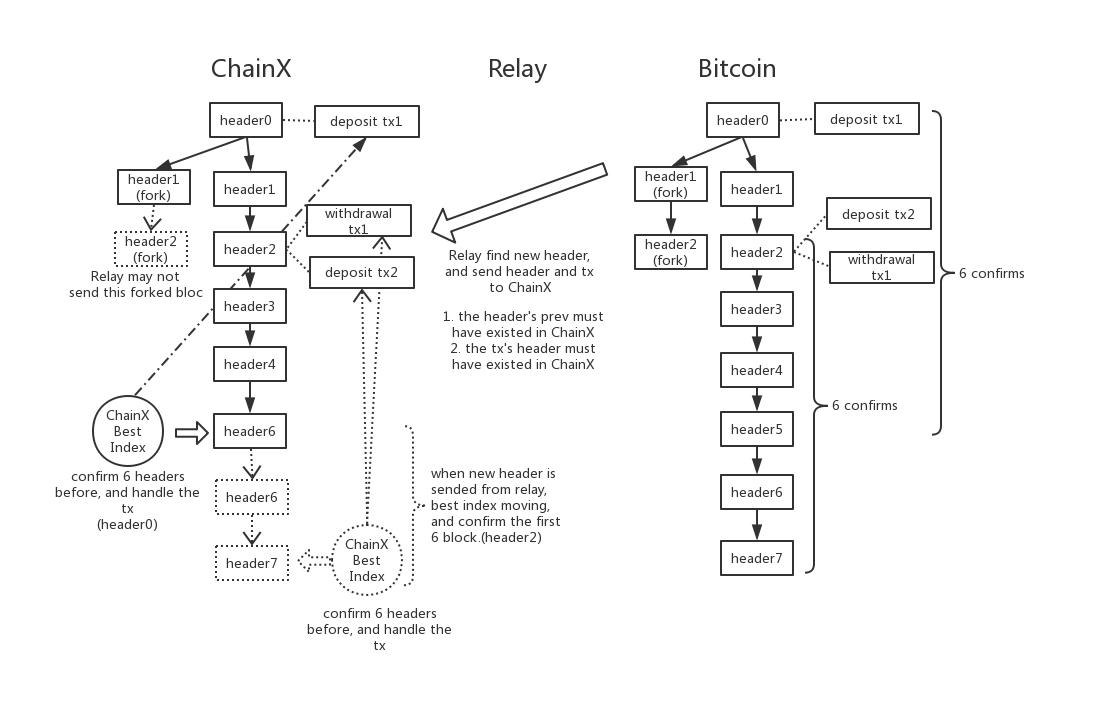 ChainX
Relay
Bitcoin
header0
deposit tx1
header1
(fork)
header1
header2
(fork)
Relay may not
send this forked bloc
header2
withdrawal
tx1
deposit tx2
header3
header4
ChainX
Best
Index
header6
confirm 6 headers
before, and handle the
tx
(header0)
header6
header7
ChainX
Best
Index
confirm 6 headers
before, and handle the
tx
when new header is
sended from relay,
best index moving,
and confirm the first
6 block.(header2)
Relay find new header,
and send header and tx
to ChainX
1. the header's prev must
have existed in ChainX
2. the tx's header must
have existed in ChainX
header0
deposit tx1
header1
(fork)
header1
header2
(fork)
header2
deposit tx2
withdrawal
tx1
header3
header4
header5
header6
header7
6 confirms
6 confirms